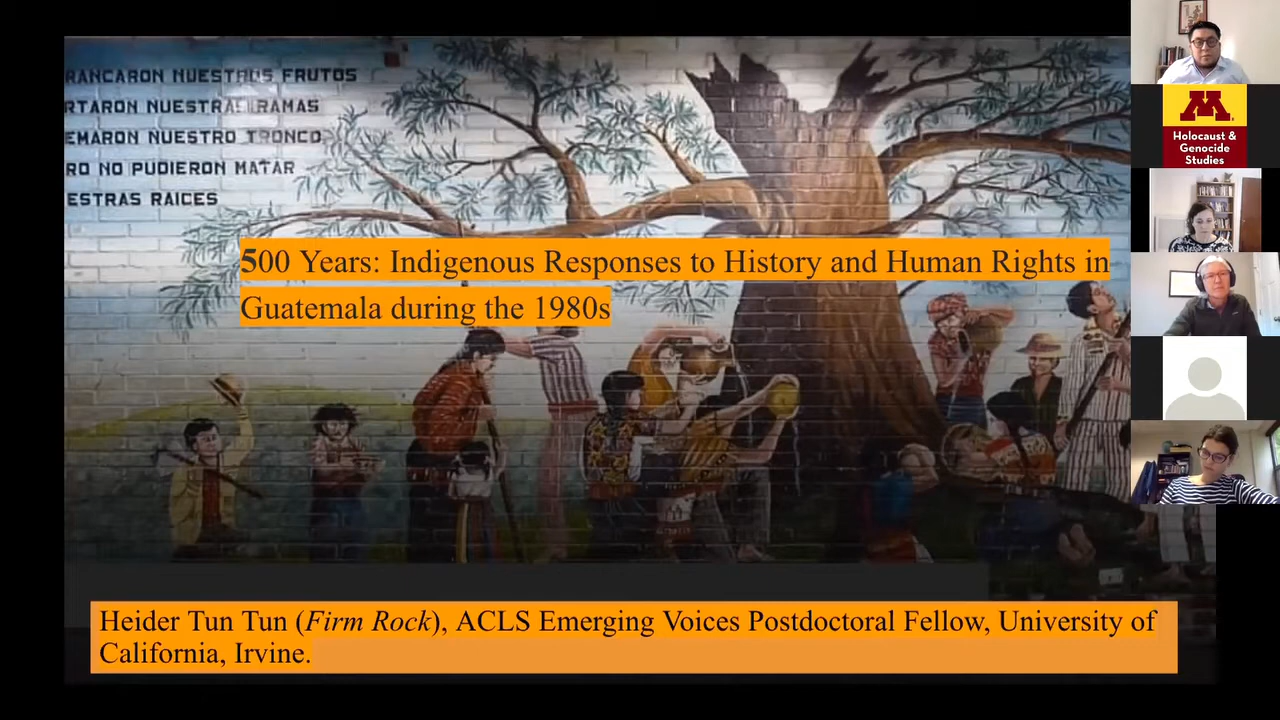 RANCARON NUESTROS FRUTOS
RTARON NUESTRAS RAMAS
EMARON NUESTRO TRONCO
RO NO PUDIERON MATAR
ESTRAS RAICES
500 Years: Indigenous Responses to History and Human Rights in
Guatemala during the 1980s
Heider Tun Tun (Firm Rock), ACLS Emerging Voices Postdoctoral Fellow, University of
California, Irvine.
M
Holocaust &
Genocide
Studies